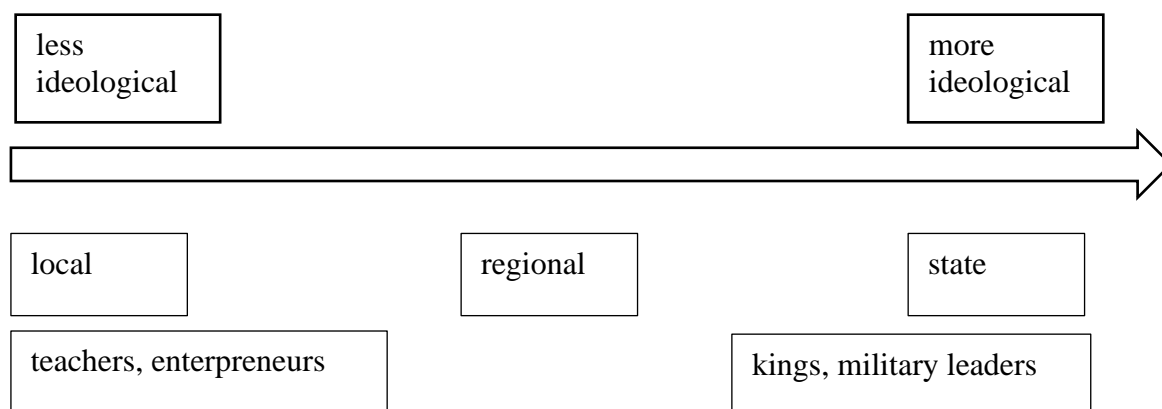 less
ideological
more
ideological
local
regional
state
teachers, enterpreneurs
kings, military leaders